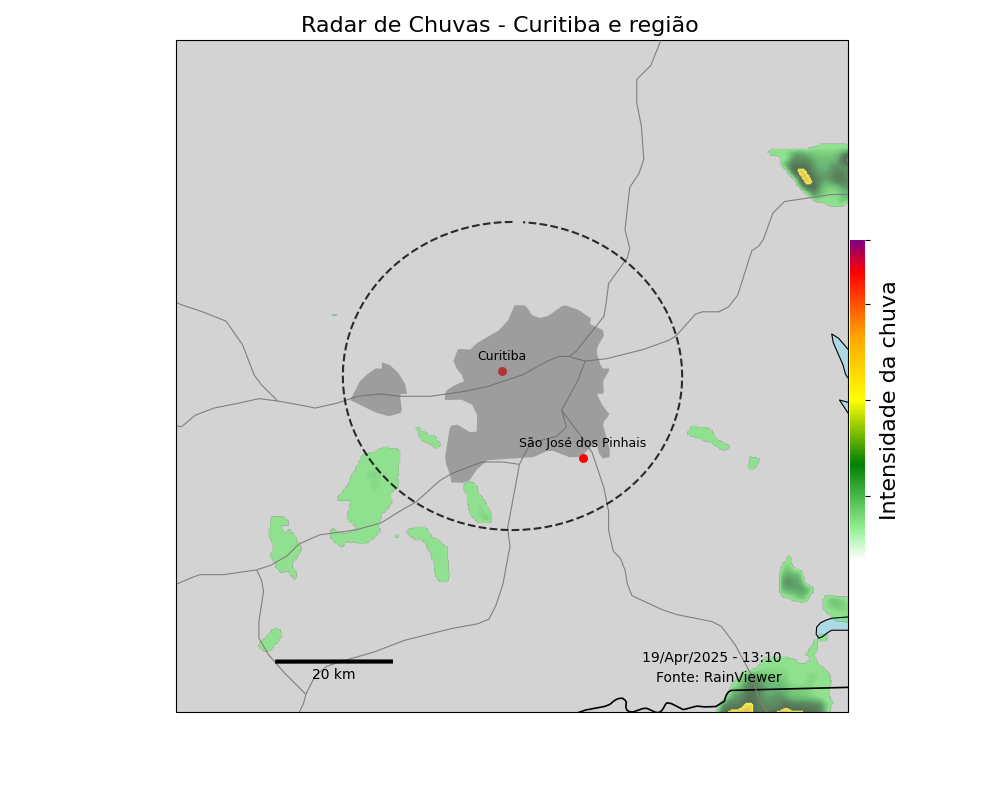 Radar de Chuvas - Curitiba e região
Curitiba
São José dos Pinhais
Intensidade da chuva
19/Apr/2025 - 13:10
Fonte: RainViewer
20 km